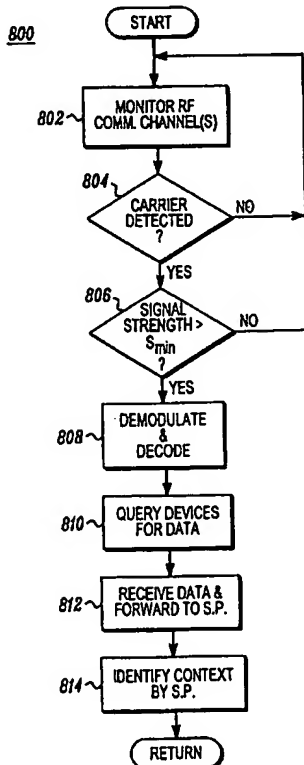 800
START
802
MONITOR RF
COMM. CHANNEL(S)
804
CARRIER
DETECTED
?
NO
YES
806
SIGNAL
STRENGTH >
Smin
?
NO
YES
808
DEMODULATE
&
DECODE
810
QUERY DEVICES
FOR DATA
812
RECEIVE DATA &
FORWARD TO S.P.
814
IDENTIFY CONTEXT
BY S.P.
RETURN